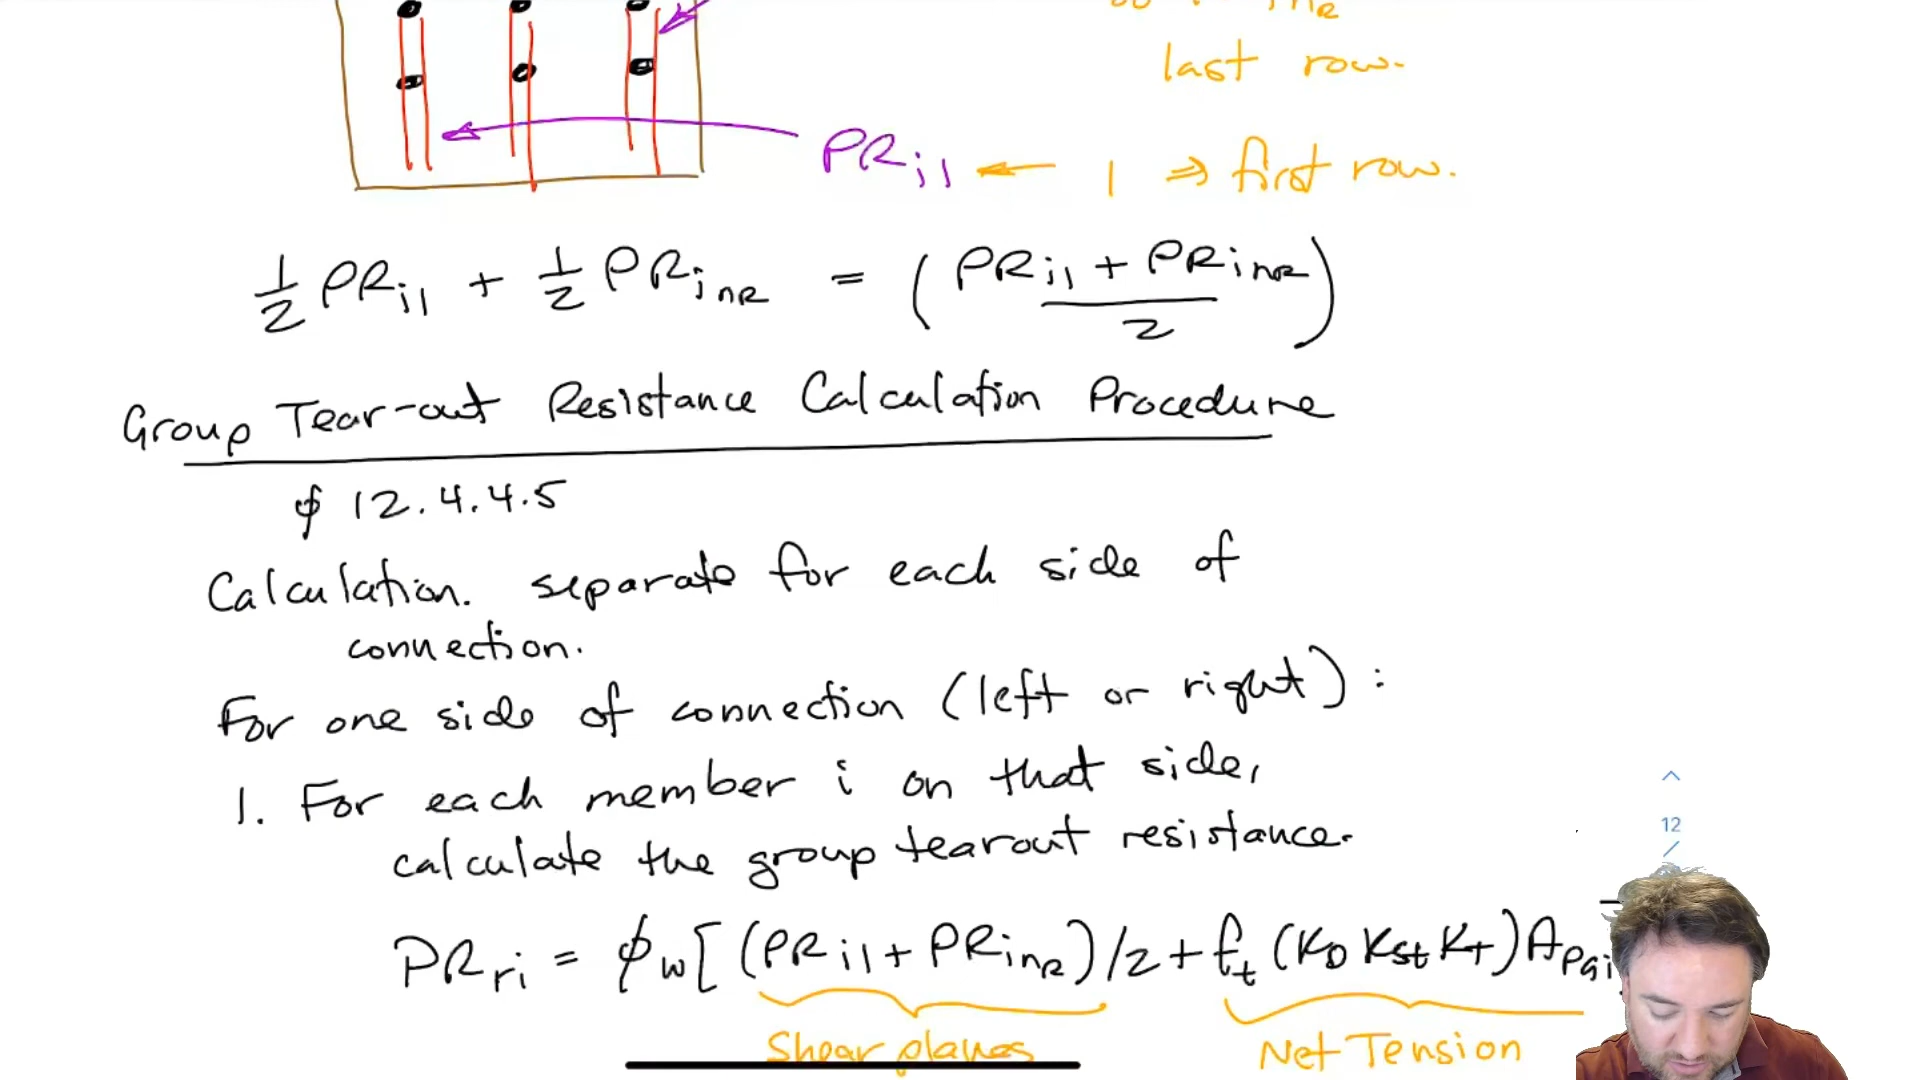 last row.
PRi1 ← 1 ⇒ first row.
1/2 PRi1 + 1/2 PRinR = (PRi1 + PRinR / 2)
Group Tear-out Resistance Calculation Procedure
§ 12.4.4.5
Calculation. separate for each side of
connection.
For one side of connection (left or right):
1. For each member i on that side,
calculate the group tearout resistance.
PRri = ϕw[(PRi1 + PRinR)/2 + ft (KD KSt KT) APGi
Shear planes
Net Tension
12
/